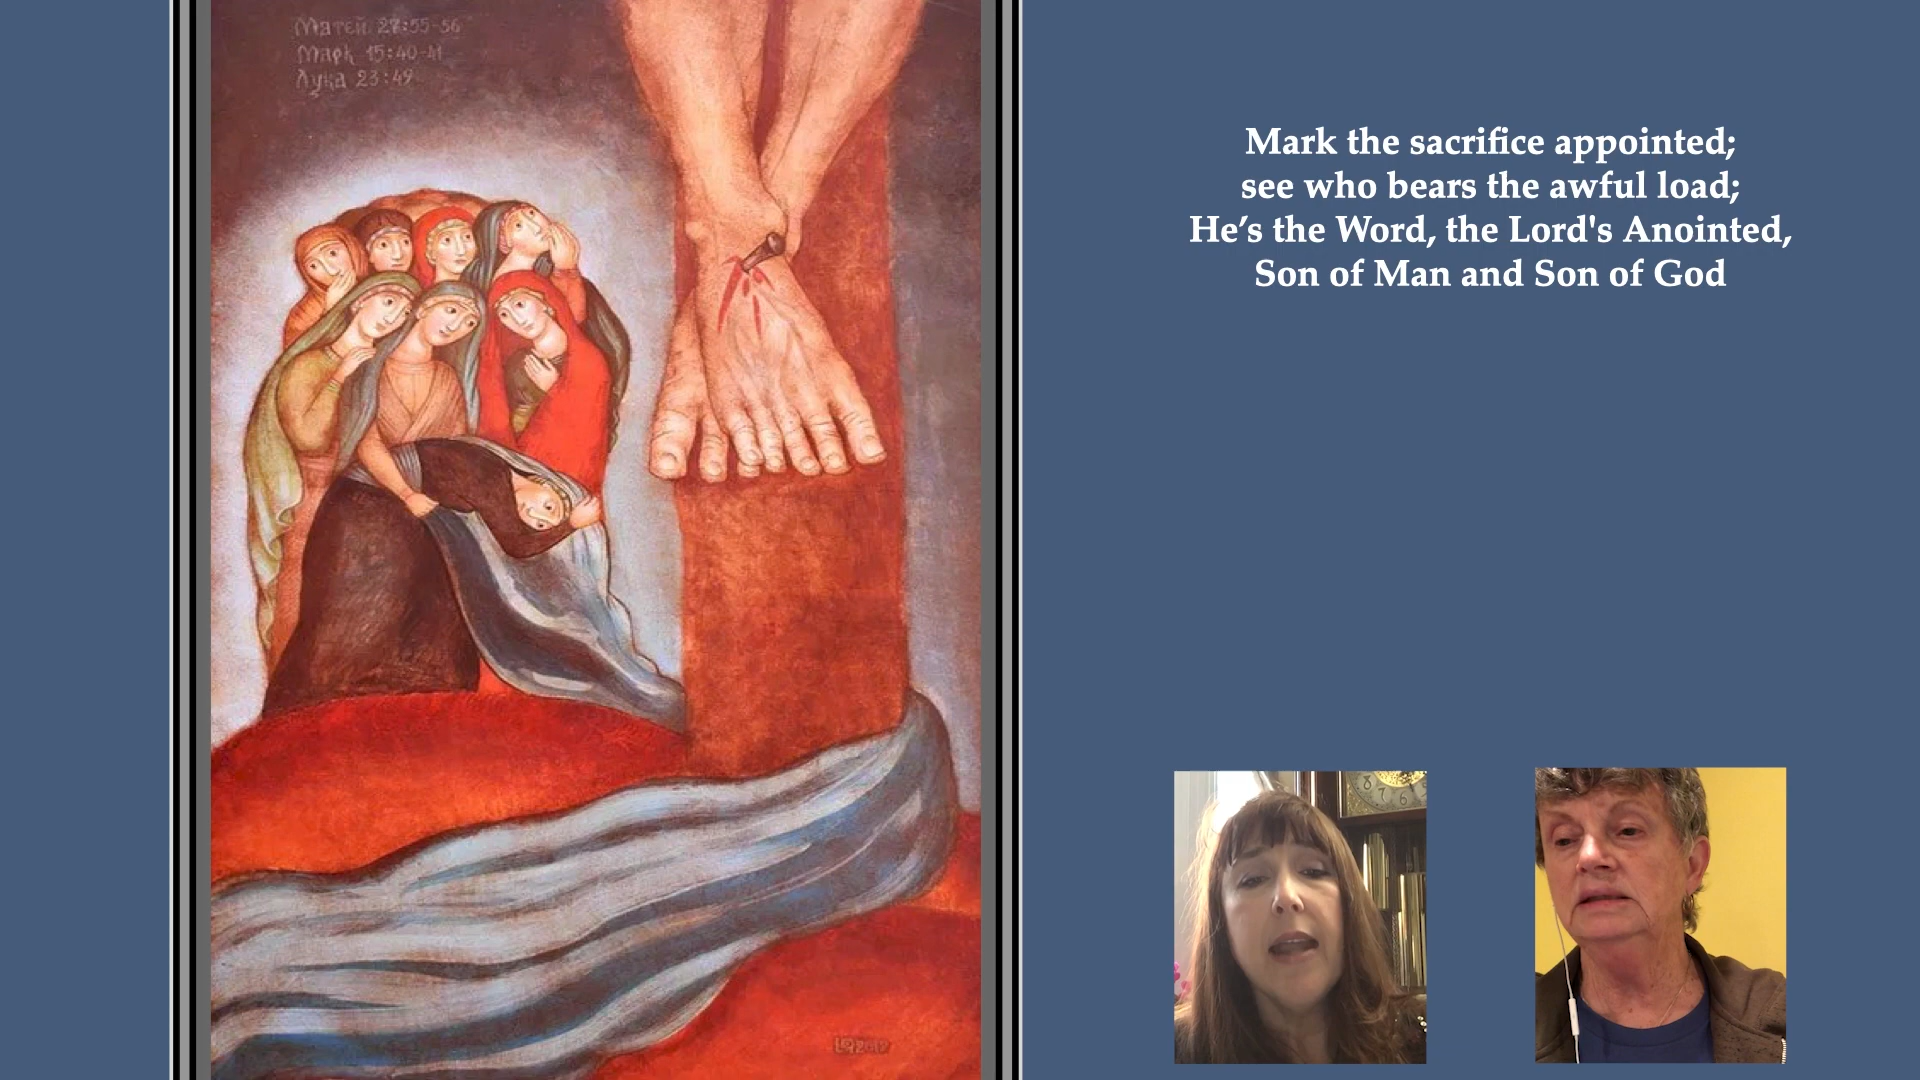 Матей 27:55-56
Марк 15:40-41
Лука 23:49
Mark the sacrifice appointed;
see who bears the awful load;
He’s the Word, the Lord's Anointed,
Son of Man and Son of God